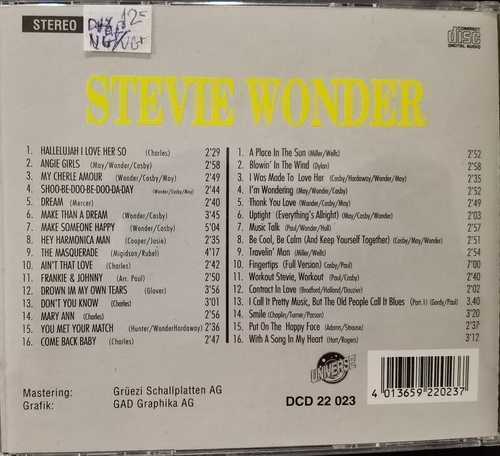 STEREO
12=
COMPACT
disc
DIGITAL AUDIO
STEVIE WONDER
1. HALLELUJAH I LOVE HER SO (Charles) 2'29
2. ANGIE GIRLS (May/Wonder/Cosby) 2'58
3. MY CHERLE AMOUR (Wonder/Cosby/May) 2'49
4. SHOO-BE-DOO-BE-DOO-DA-DAY (Wonder/Cosby/May) 2'44
5. DREAM (Mercer) 2'40
6. MAKE THAN A DREAM (Wonder/Cosby) 3'45
7. MAKE SOMEONE HAPPY (Wonder/Cosby) 5'04
8. HEY HARMONICA MAN (Cooper/Josie) 2'35
9. THE MASQUERADE (Migidson/Rubel) 4'17
10. AIN'T THAT LOVE (Charles) 2'42
11. FRANKIE & JOHNNY (Arr. Paul) 2'50
12. DROWN IM MY OWN TEARS (Glover) 3'56
13. DON'T YOU KNOW (Charles) 3'01
14. MARY ANN (Charles) 2'56
15. YOU MET YOUR MATCH (Hunter/WonderHardaway) 2'36
16. COME BACK BABY (Charles) 2'47
1. A Place In The Sun (Miller/Wells) 2'52
2. Blowin' In The Wind (Dylan) 2'58
3. I Was Made To Love Her (Cosby/Hardaway/Wonder/May) 2'35
4. I'm Wondering (May/Wonder/Cosby) 2'52
5. Thank You Love (Wonder/May/Cosby) 2'51
6. Uptight (Everything's Allright) (May/Cosby/Wonder) 2'53
7. Music Talk (Paul/Wonder/Hull) 2'51
8. Be Cool, Be Calm (And Keep Yourself Together) (Cosby/May/Wonder) 2'51
9. Travelin' Man (Miller/Wells) 2'54
10. Fingertips (Full Version) Cosby/Paul) 7'00
11. Workout Stevie, Workout (Paul/Cosby) 2'40
12. Contract In Love (Bradford/Holland/Drozier) 2'02
13. I Call It Pretty Music, But The Old People Call It Blues (Part.1) (Gordy/Paul) 3,40
14. Smile (Chaplin/Turner/Parson) 3'20
15. Put On The Happy Face (Adams/Strouse) 2'37
16. With A Song In My Heart (Hart/Rogers) 3'12
UNIVERSE
Mastering: Grüezi Schallplatten AG
Grafik: GAD Graphika AG
DCD 22 023
4 013659 220237